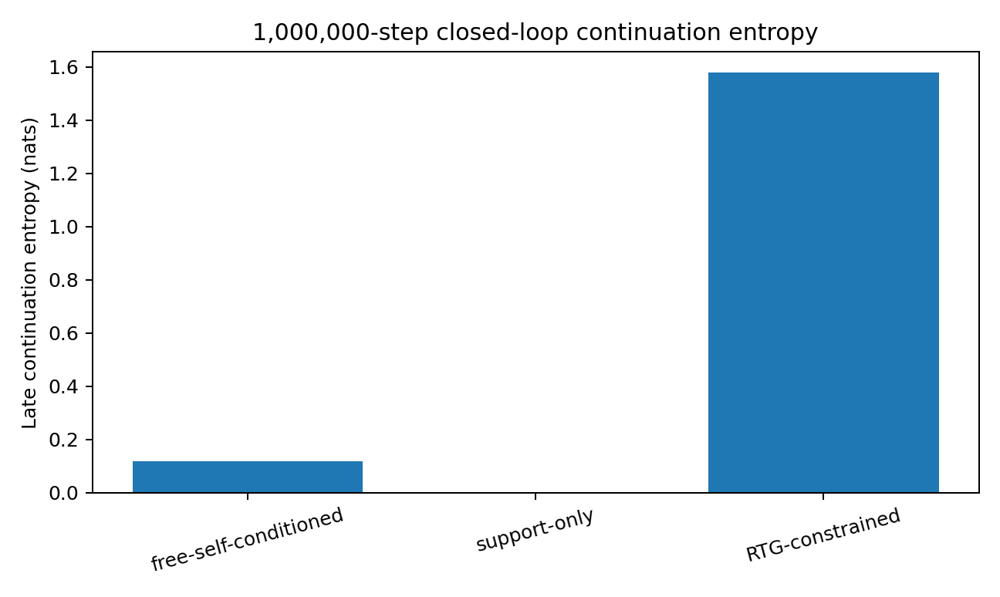 1,000,000-step closed-loop continuation entropy
Late continuation entropy (nats)
1.6
1.4
1.2
1.0
0.8
0.6
0.4
0.2
0.0
free-self-conditioned
support-only
RTG-constrained